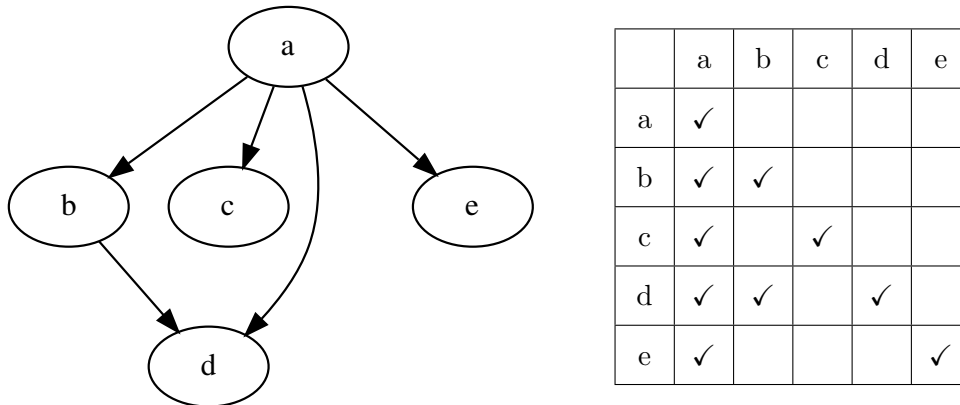 a
b c e
d
a b c d e
a ✓
b ✓ ✓
c ✓ ✓
d ✓ ✓ ✓
e ✓ ✓